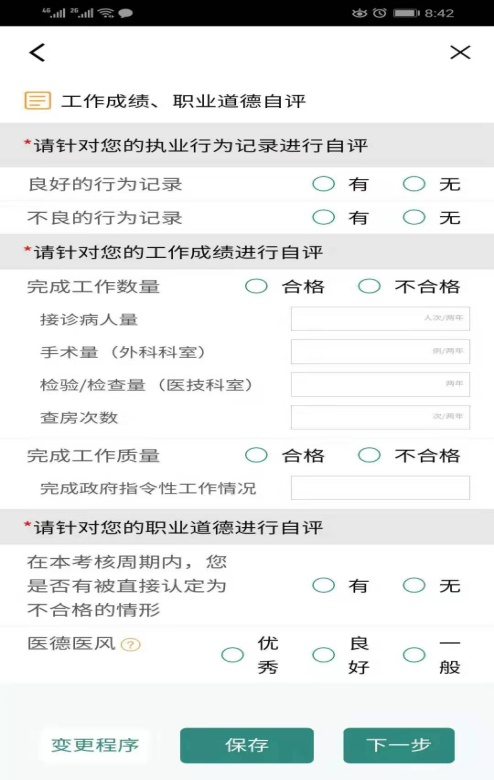 46 26 8:42
工作成绩、职业道德自评
*请针对您的执业行为记录进行自评
良好的行为记录 有 无
不良的行为记录 有 无
*请针对您的工作成绩进行自评
完成工作数量 合格 不合格
接诊病人量 人次/两年
手术量（外科科室） 例/两年
检验/检查量（医技科室） 两年
查房次数 次/两年
完成工作质量 合格 不合格
完成政府指令性工作情况
*请针对您的职业道德进行自评
在本考核周期内，您
是否有被直接认定为 有 无
不合格的情形
医德医风? 优秀 良好 一般
变更程序 保存 下一步